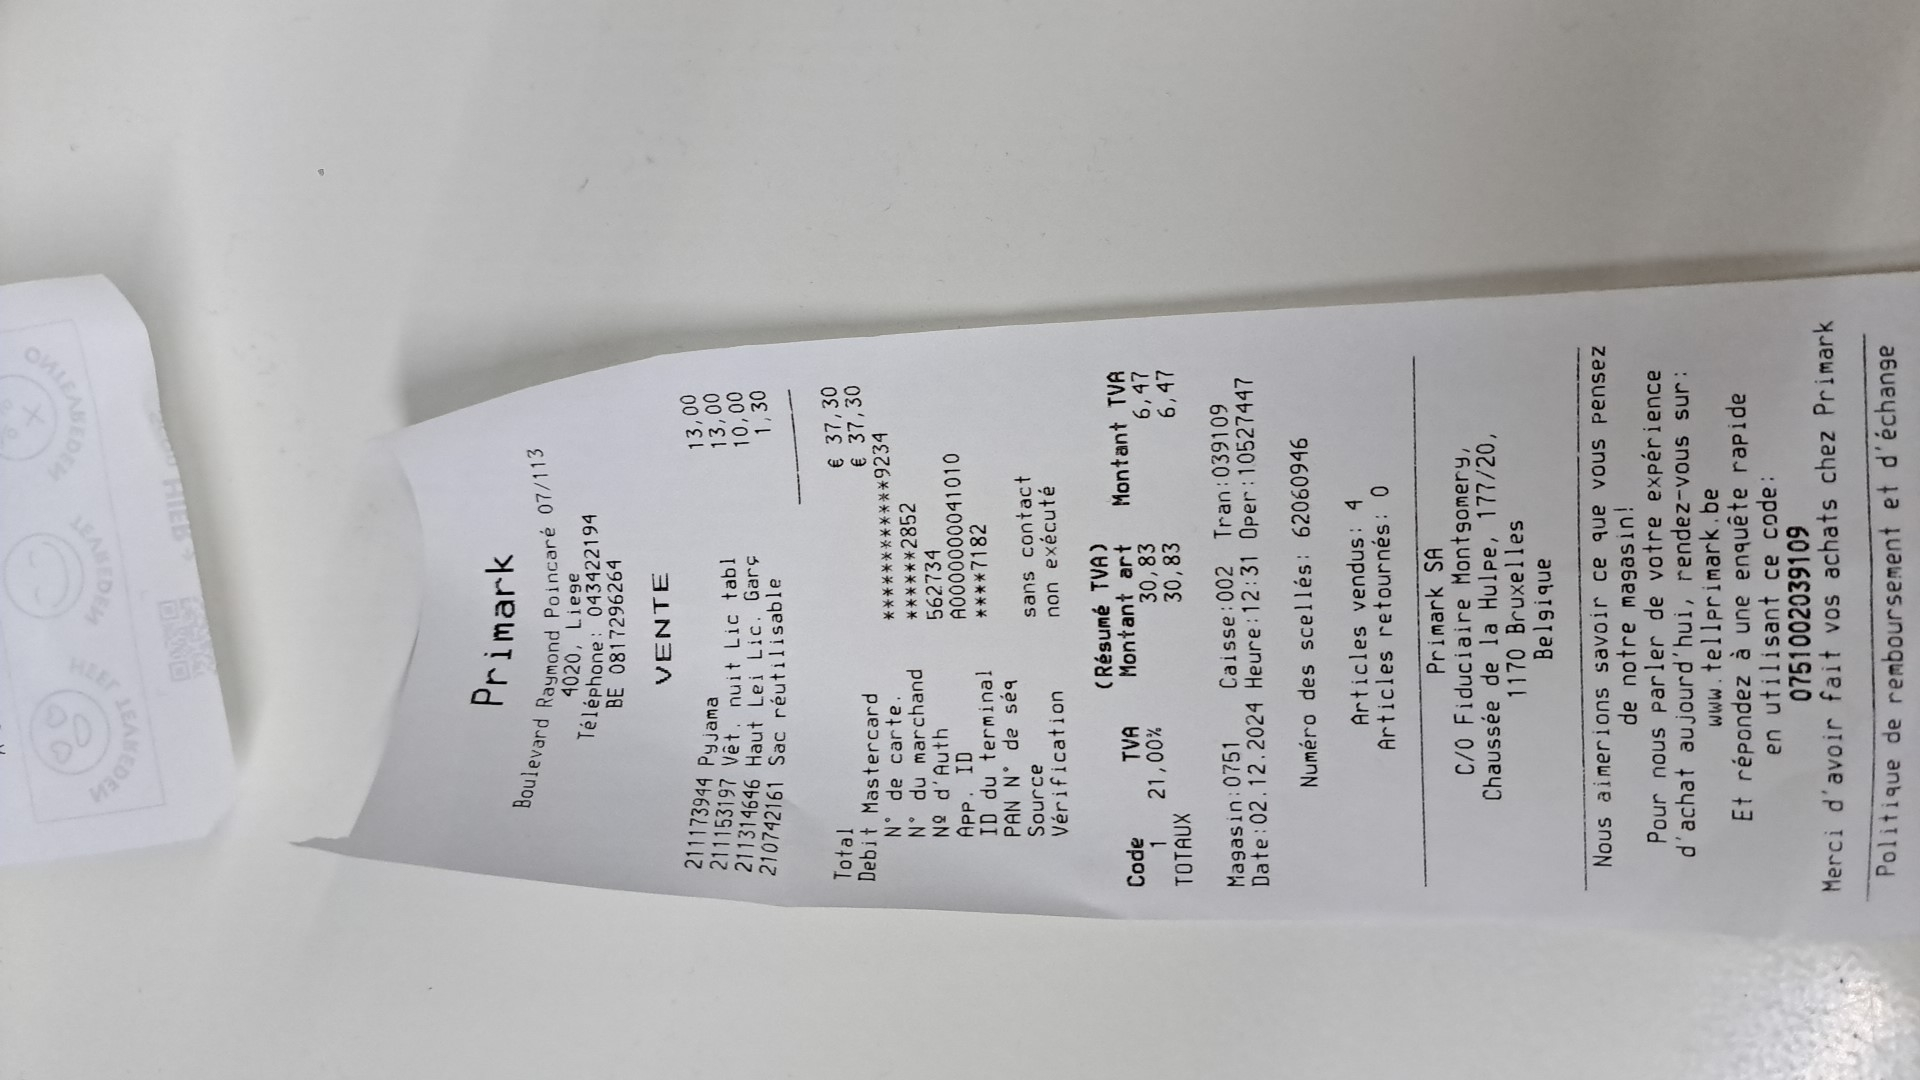 Primark
Boulevard Raymond Poincaré 07/113
4020, Liege
Téléphone: 043422194
BE 0817296264
VENTE
211173944 Pyjama 13,00
211153197 Vêt. nuit Lic tabl 13,00
211314646 Haut Lei Lic. Garç 10,00
210742161 Sac réutilisable 1,30
Total € 37,30
Debit Mastercard € 37,30
N° de carte. ***************9234
N° du marchand ******2852
Nº d'Auth 562734
App. ID A0000000041010
ID du terminal ****7182
PAN N° de séq
Source sans contact
Vérification non exécuté
(Résumé TVA)
Code TVA Montant art Montant TVA
1 21,00% 30,83 6,47
TOTAUX 30,83 6,47
Magasin:0751 Caisse:002 Tran:039109
Date:02.12.2024 Heure:12:31 Oper:10527447
Numéro des scellés: 62060946
Articles vendus: 4
Articles retournés: 0
Primark SA
C/O Fiduciaire Montgomery,
Chaussée de la Hulpe, 177/20,
1170 Bruxelles
Belgique
Nous aimerions savoir ce que vous pensez
de notre magasin!
Pour nous parler de votre expérience
d'achat aujourd'hui, rendez-vous sur:
www.tellprimark.be
Et répondez à une enquête rapide
en utilisant ce code:
0751002039109
Merci d'avoir fait vos achats chez Primark
Politique de remboursement et d'échange
HEEL TEVREDEN
TEVREDEN
ONTEVREDEN